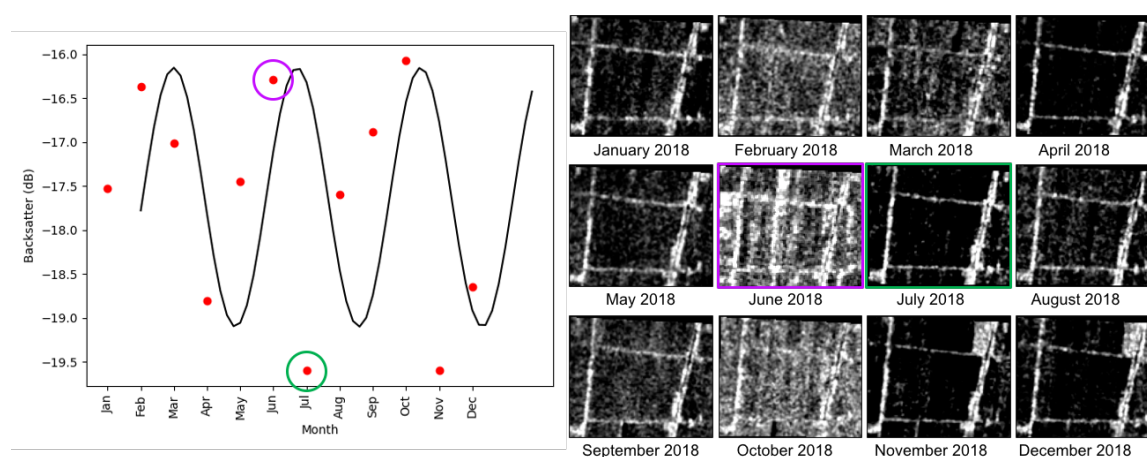 −16.0
−16.5
−17.0
−17.5
−18.0
−18.5
−19.0
−19.5
Backsatter (dB)
Jan
Feb
Mar
Apr
May
Jun
Jul
Aug
Sep
Oct
Nov
Dec
Month
January 2018
February 2018
March 2018
April 2018
May 2018
June 2018
July 2018
August 2018
September 2018
October 2018
November 2018
December 2018